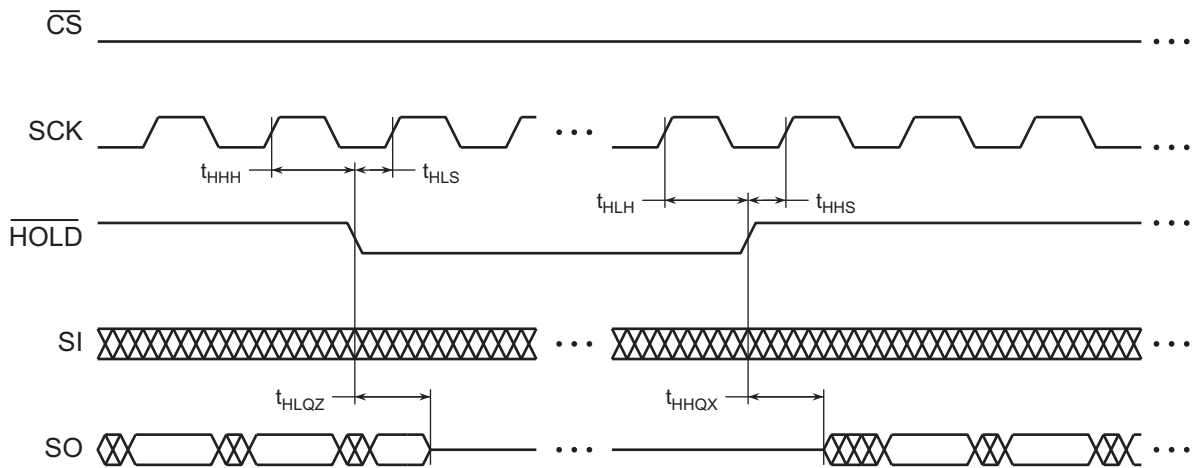 CS
SCK
tHHH
tHLS
tHLH
tHHS
HOLD
SI
tHLQZ
tHHQX
SO